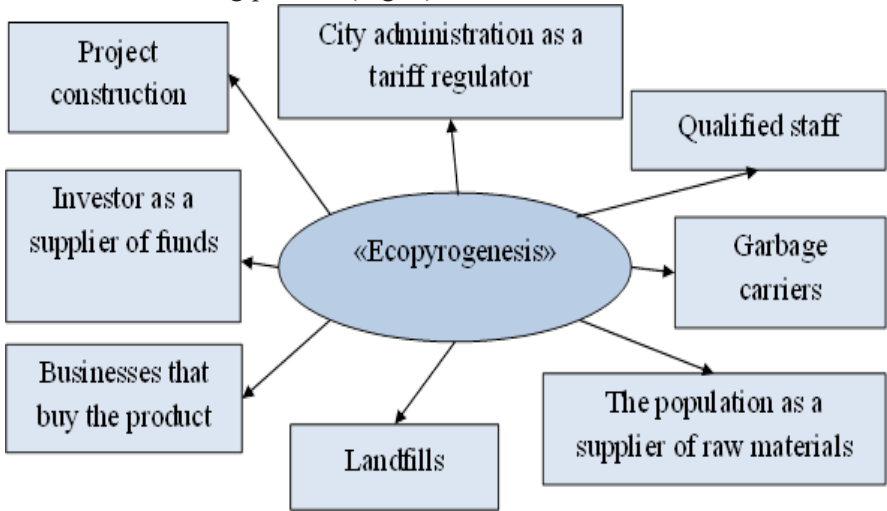 Project
construction
City administration as a
tariff regulator
Qualified staff
Investor as a
supplier of funds
«Ecopyrogenesis»
Garbage
carriers
Businesses that
buy the product
Landfills
The population as a
supplier of raw materials